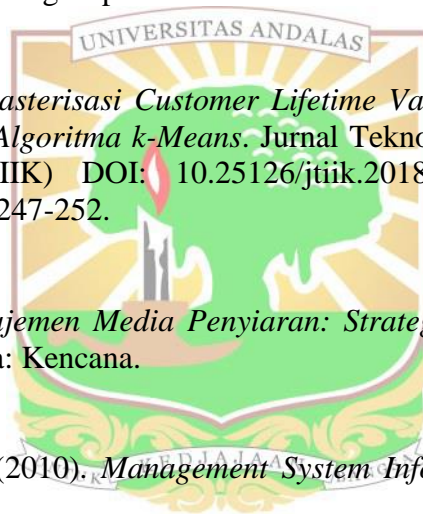 UNIVERSITAS ANDALAS
asterisasi Customer Lifetime Va
Algoritma k-Means. Jurnal Tekno
IIK) DOI: 10.25126/jtiik.2018
247-252.
ajemen Media Penyiaran: Strateg
a: Kencana.
(2010). Management System Info
KEDJAJAAN